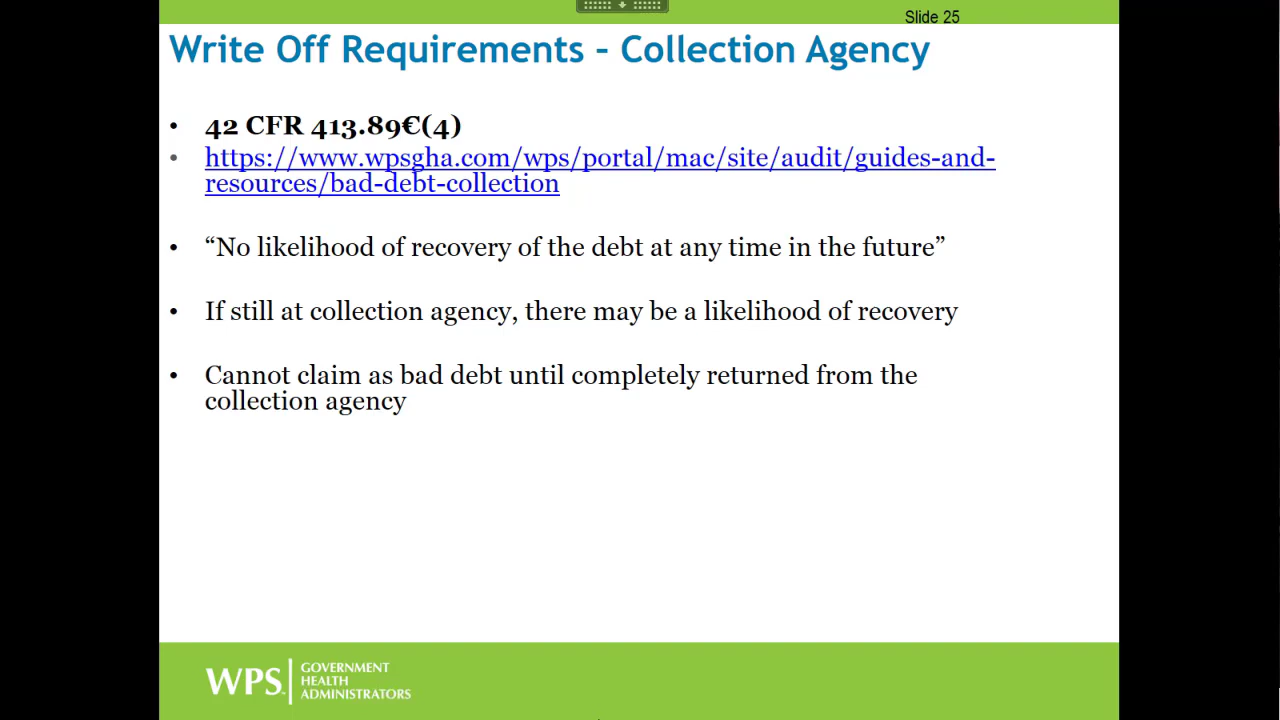 Slide 25
Write Off Requirements – Collection Agency
• 42 CFR 413.89€(4)
• https://www.wpsgha.com/wps/portal/mac/site/audit/guides-and-
resources/bad-debt-collection
• “No likelihood of recovery of the debt at any time in the future”
• If still at collection agency, there may be a likelihood of recovery
• Cannot claim as bad debt until completely returned from the
collection agency
WPS
GOVERNMENT
HEALTH
ADMINISTRATORS